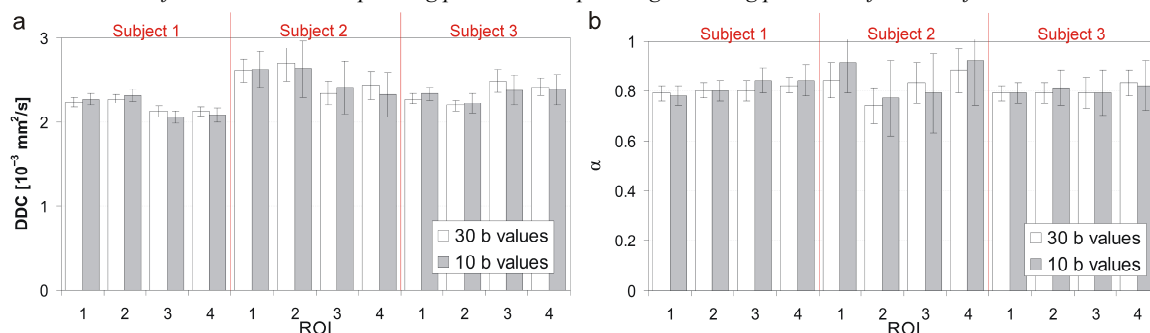 a
Subject 1 Subject 2 Subject 3
3
2
1
0
DDC [10⁻³ mm²/s]
30 b values
10 b values
1 2 3 4 1 2 3 4 1 2 3 4
ROI
b
Subject 1 Subject 2 Subject 3
1
0.8
0.6
0.4
0.2
0
α
30 b values
10 b values
1 2 3 4 1 2 3 4 1 2 3 4
ROI